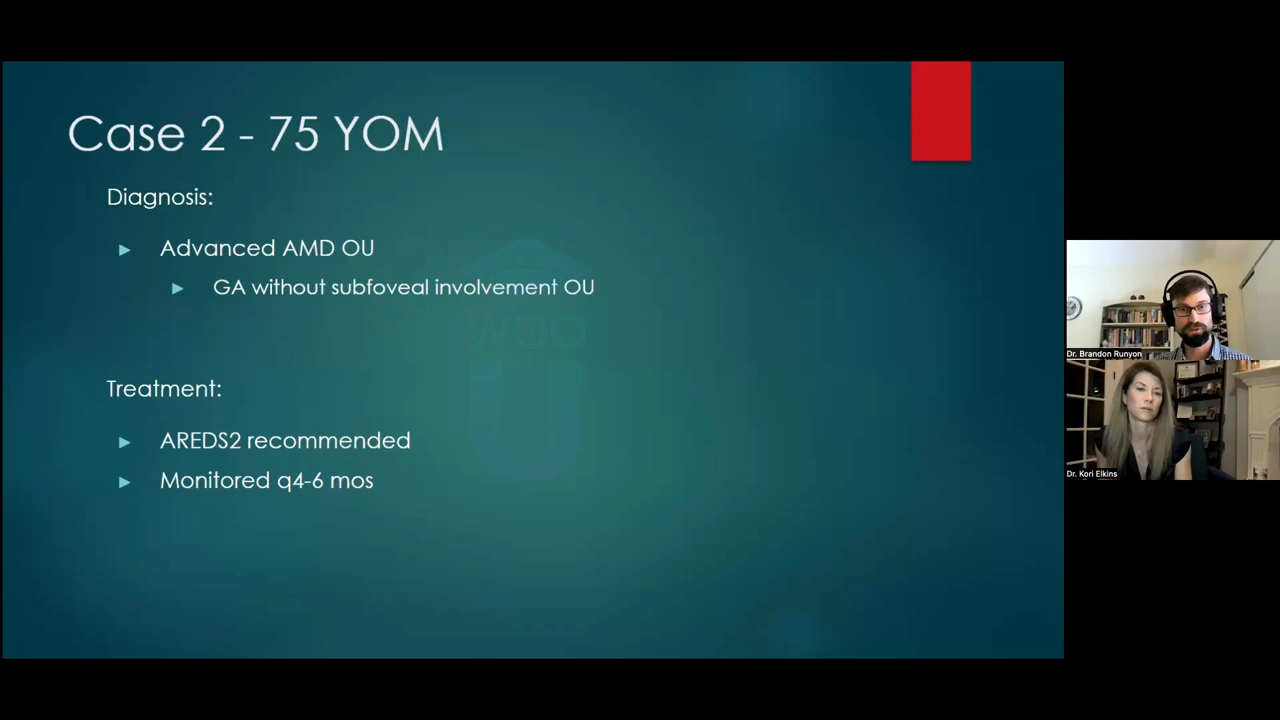 Case 2 - 75 YOM
Diagnosis:
Advanced AMD OU
GA without subfoveal involvement OU
WOO
U
Treatment:
AREDS2 recommended
Monitored q4-6 mos
Dr. Brandon Runyon
Dr. Kori Elkins